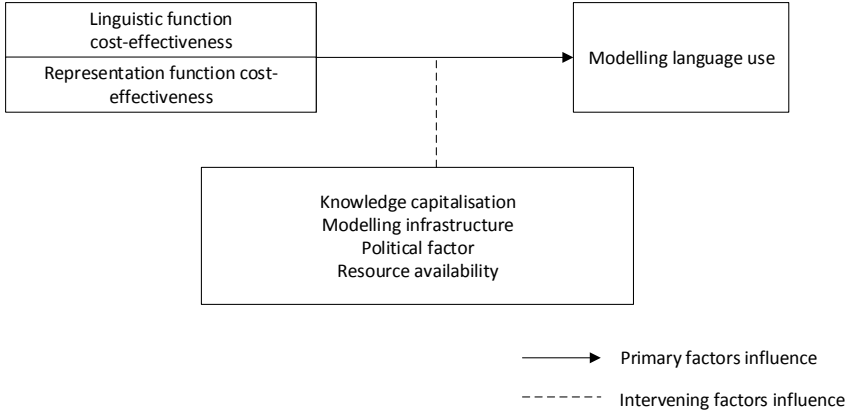 Linguistic function
cost-effectiveness
Representation function cost-
effectiveness
Modelling language use
Knowledge capitalisation
Modelling infrastructure
Political factor
Resource availability
Primary factors influence
Intervening factors influence